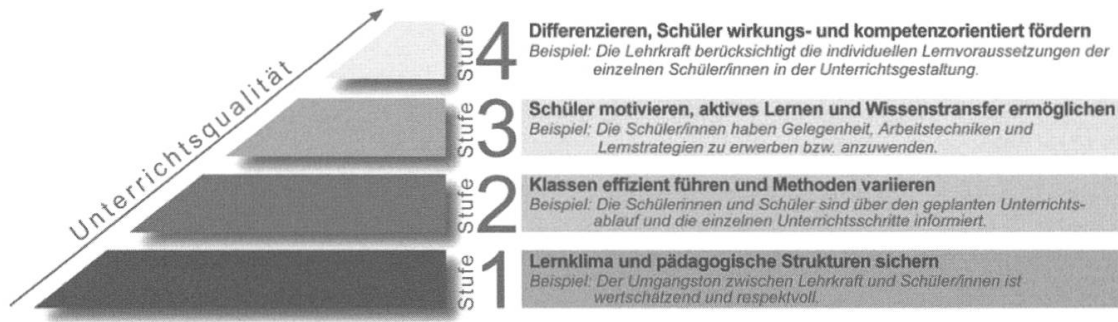 Unterrichtsqualität
Stufe 4
Differenzieren, Schüler wirkungs- und kompetenzorientiert fördern
Beispiel: Die Lehrkraft berücksichtigt die individuellen Lernvoraussetzungen der
einzelnen Schüler/innen in der Unterrichtsgestaltung.
Stufe 3
Schüler motivieren, aktives Lernen und Wissenstransfer ermöglichen
Beispiel: Die Schüler/innen haben Gelegenheit, Arbeitstechniken und
Lernstrategien zu erwerben bzw. anzuwenden.
Stufe 2
Klassen effizient führen und Methoden variieren
Beispiel: Die Schülerinnen und Schüler sind über den geplanten Unterrichts-
ablauf und die einzelnen Unterrichtsschritte informiert.
Stufe 1
Lernklima und pädagogische Strukturen sichern
Beispiel: Der Umgangston zwischen Lehrkraft und Schüler/innen ist
wertschätzend und respektvoll.